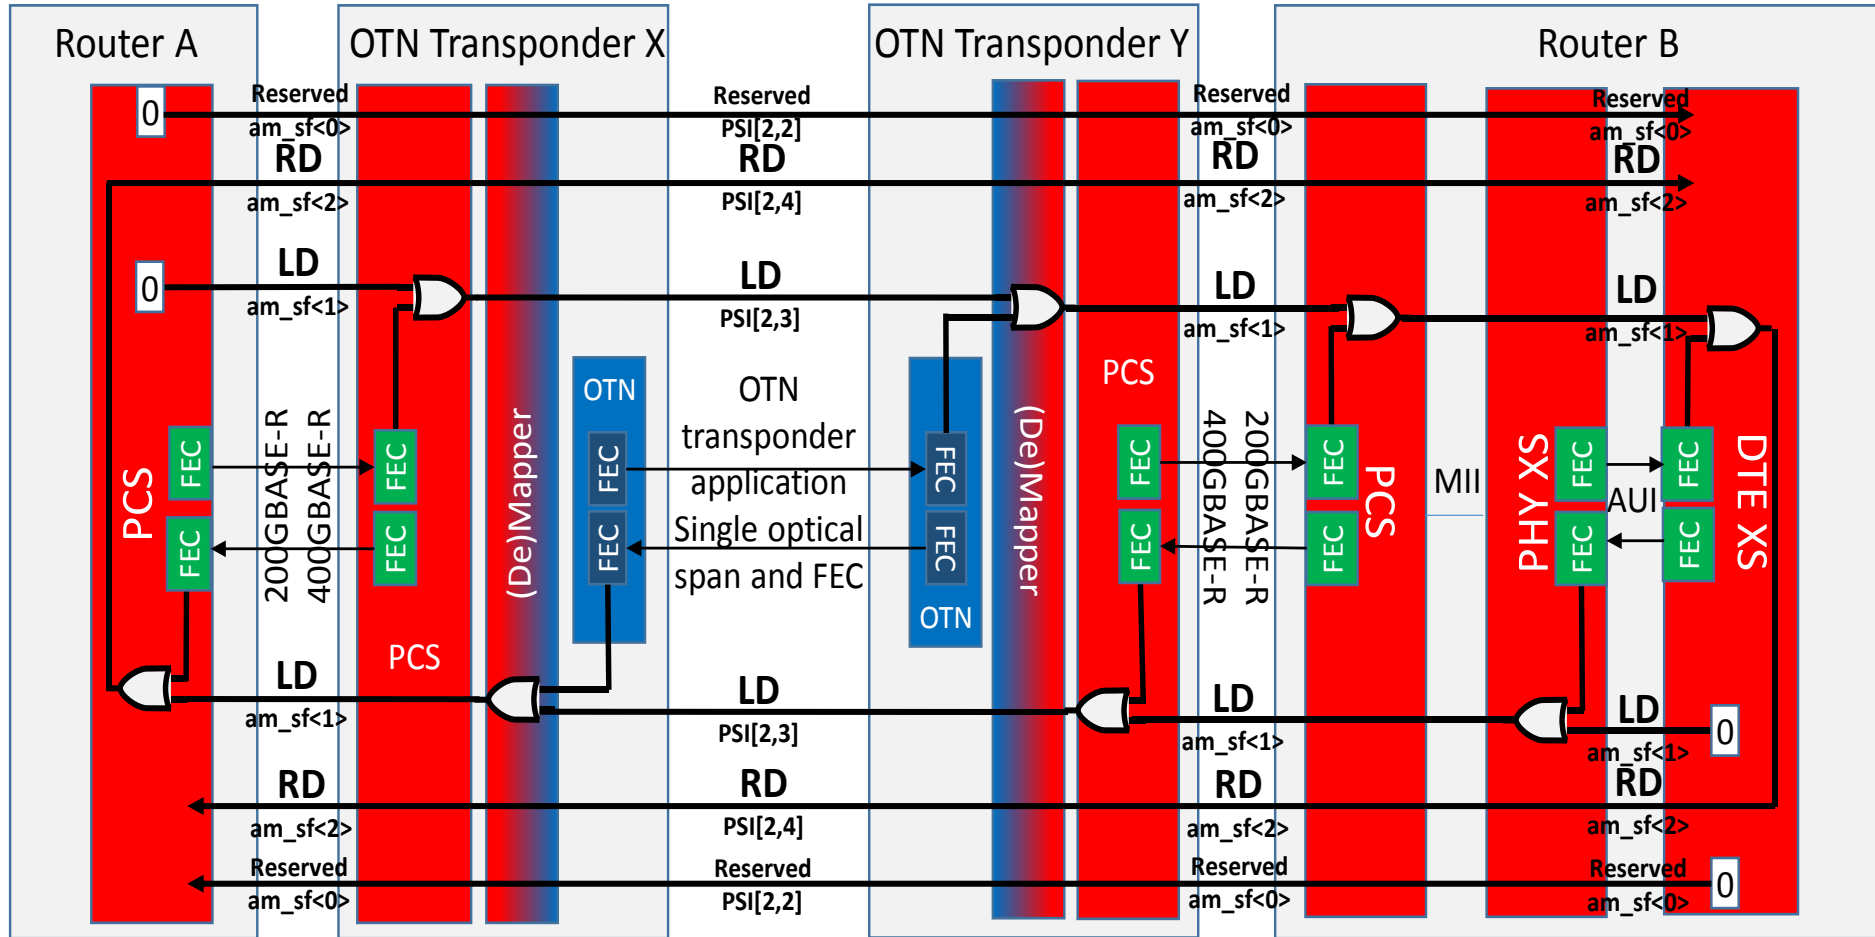 Router A
OTN Transponder X
OTN Transponder Y
Router B
0
Reserved
am_sf<0>
Reserved
PSI[2,2]
Reserved
am_sf<0>
Reserved
am_sf<0>
RD
am_sf<2>
RD
PSI[2,4]
RD
am_sf<2>
RD
am_sf<2>
0
LD
am_sf<1>
LD
PSI[2,3]
LD
am_sf<1>
LD
am_sf<1>
PCS
FEC
FEC
200GBASE-R
400GBASE-R
FEC
FEC
PCS
(De)Mapper
OTN
FEC
FEC
OTN
transponder
application
Single optical
span and FEC
FEC
FEC
OTN
(De)Mappper
PCS
FEC
FEC
400GBASE-R
200GBASE-R
FEC
FEC
PCS
MII
PHY XS
FEC
FEC
AUI
FEC
FEC
DTE XS
LD
am_sf<1>
LD
PSI[2,3]
LD
am_sf<1>
LD
am_sf<1>
0
RD
am_sf<2>
RD
PSI[2,4]
RD
am_sf<2>
RD
am_sf<2>
Reserved
am_sf<0>
Reserved
PSI[2,2]
Reserved
am_sf<0>
Reserved
am_sf<0>
0